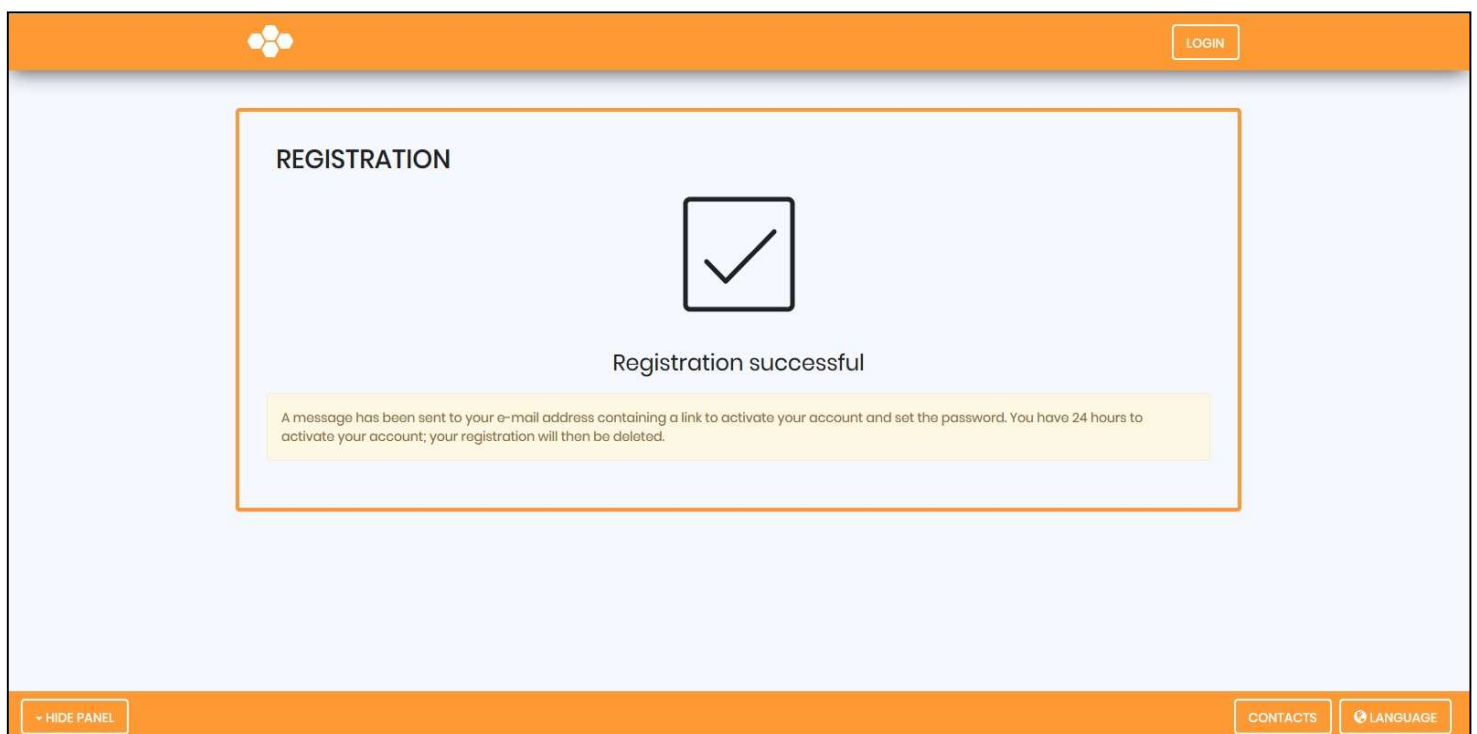 LOGIN
REGISTRATION
Registration successful
A message has been sent to your e-mail address containing a link to activate your account and set the password. You have 24 hours to
activate your account; your registration will then be deleted.
HIDE PANEL
CONTACTS
LANGUAGE